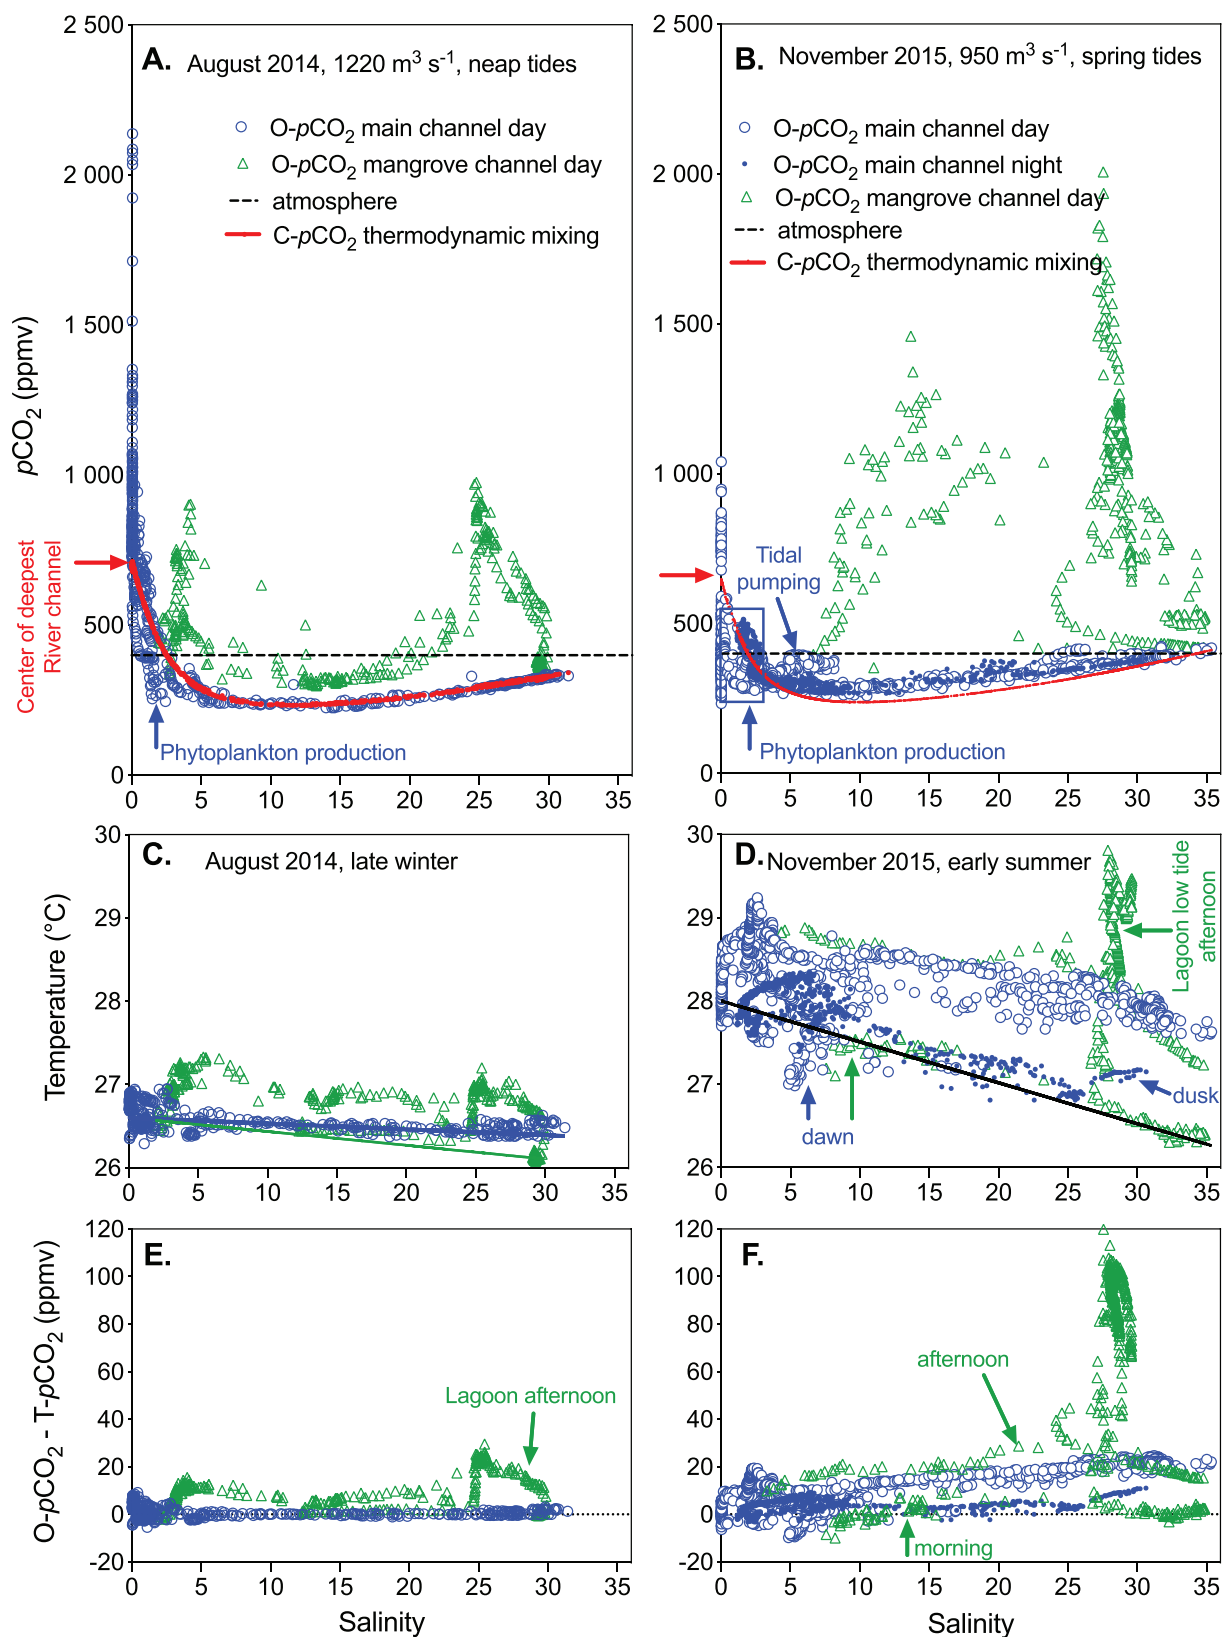 A. August 2014, 1220 m³ s⁻¹, neap tides
O-pCO₂ main channel day
O-pCO₂ mangrove channel day
atmosphere
C-pCO₂ thermodynamic mixing
2 500
2 000
1 500
1 000
500
0
pCO₂ (ppmv)
Center of deepest
River channel
Phytoplankton production
0 5 10 15 20 25 30 35
B. November 2015, 950 m³ s⁻¹, spring tides
O-pCO₂ main channel day
O-pCO₂ main channel night
O-pCO₂ mangrove channel day
atmosphere
C-pCO₂ thermodynamic mixing
2 500
2 000
1 500
1 000
500
0
Tidal
pumping
Phytoplankton production
0 5 10 15 20 25 30 35
C. August 2014, late winter
30
29
28
27
26
Temperature (°C)
0 5 10 15 20 25 30 35
D. November 2015, early summer
30
29
28
27
26
Lagoon low tide
afternoon
dusk
dawn
0 5 10 15 20 25 30 35
E.
120
100
80
60
40
20
0
-20
O-pCO₂ - T-pCO₂ (ppmv)
Lagoon afternoon
0 5 10 15 20 25 30 35
Salinity
F.
120
100
80
60
40
20
0
-20
afternoon
morning
0 5 10 15 20 25 30 35
Salinity